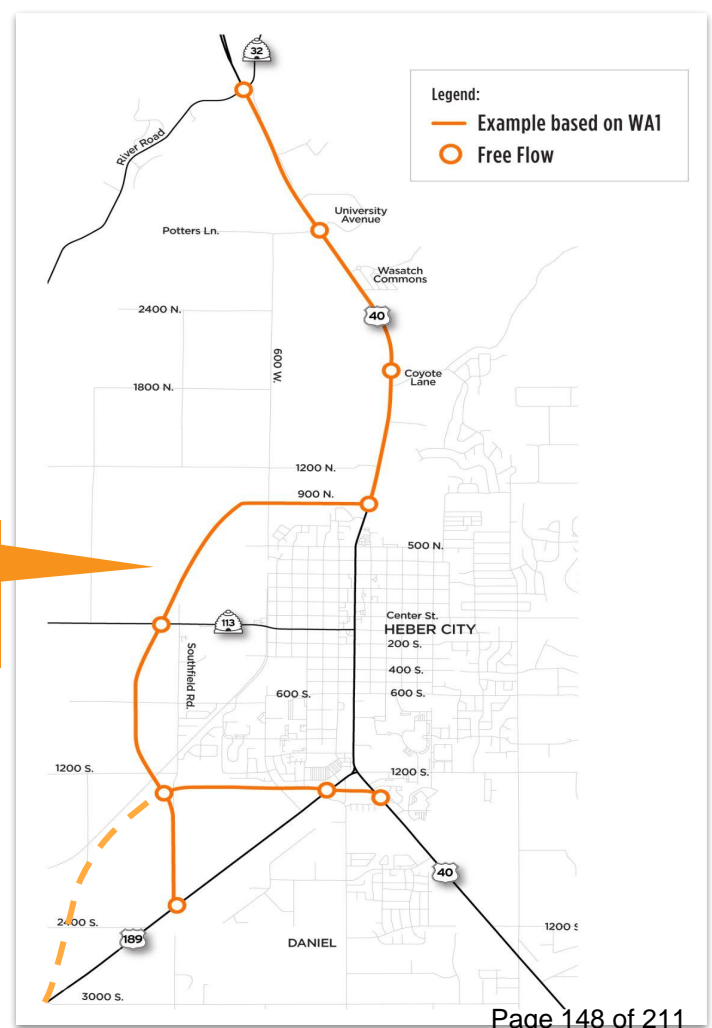 32
Legend:
Example based on WA1
Free Flow
River Road
University
Avenue
Potters Ln.
Wasatch
Commons
2400 N.
40
600 W.
Coyote
Lane
1800 N.
1200 N.
900 N.
500 N.
Center St.
113
HEBER CITY
200 S.
Southfield Rd.
400 S.
600 S.
600 S.
1200 S.
1200 S.
40
2400 S.
1200 S
189
DANIEL
3000 S.
Page 148 of 211